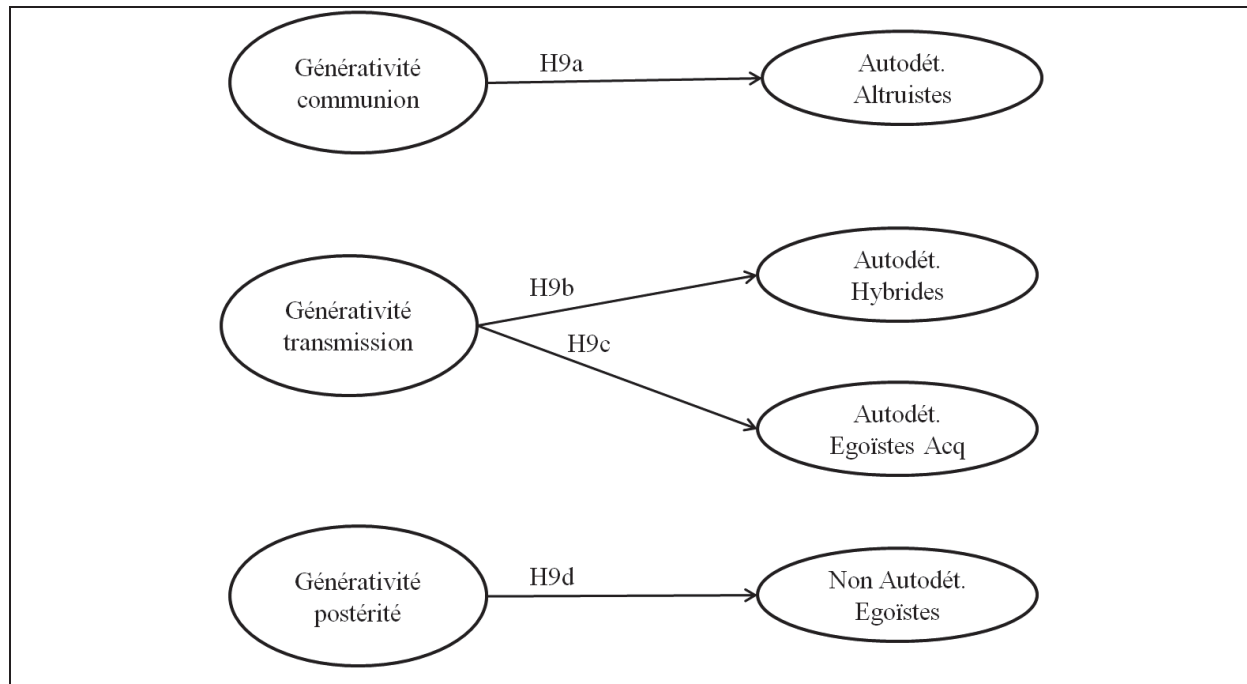 Générativité
communion
H9a
Autodét.
Altruistes
Générativité
transmission
H9b
Autodét.
Hybrides
H9c
Autodét.
Egoïstes Acq
Générativité
postérité
H9d
Non Autodét.
Egoïstes